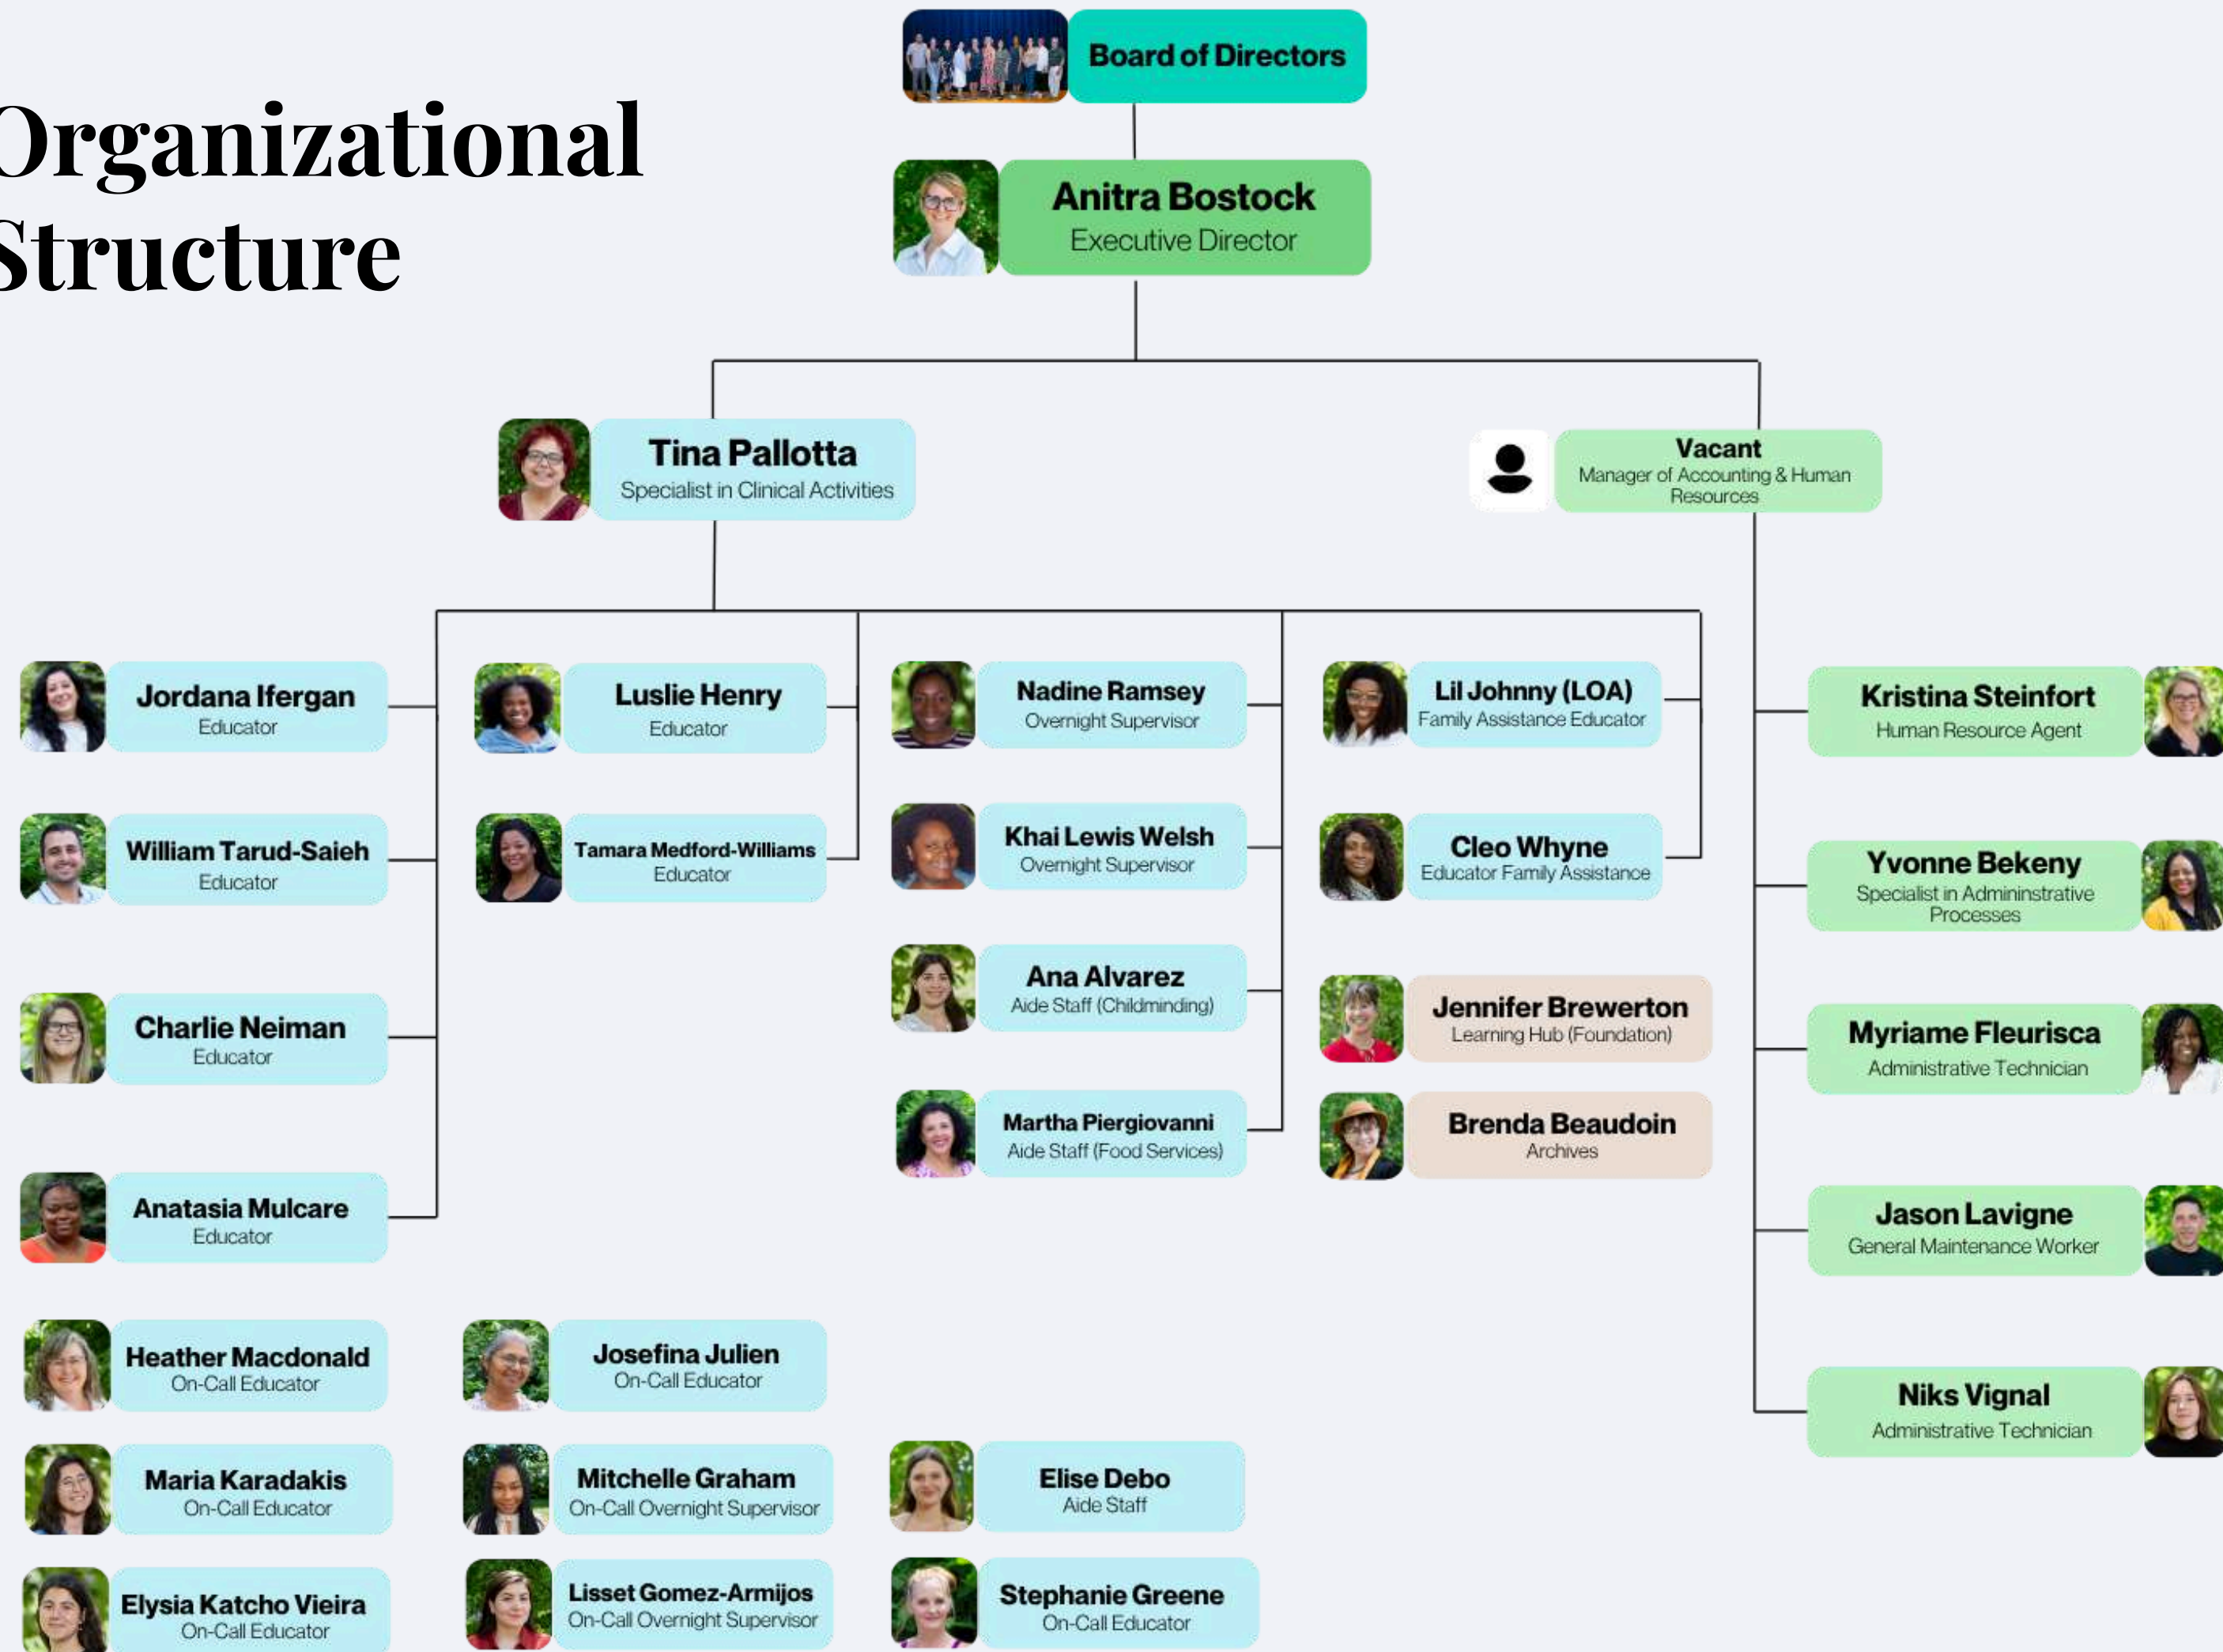 Organizational
Structure
Board of Directors
Anitra Bostock
Executive Director
Tina Pallotta
Specialist in Clinical Activities
Vacant
Manager of Accounting & Human
Resources
Jordana Ifergan
Educator
Luslie Henry
Educator
Nadine Ramsey
Overnight Supervisor
Lil Johnny (LOA)
Family Assistance Educator
Kristina Steinfort
Human Resource Agent
William Tarud-Saieh
Educator
Tamara Medford-Williams
Educator
Khai Lewis Welsh
Overnight Supervisor
Cleo Whyne
Educator Family Assistance
Yvonne Bekeny
Specialist in Admininstrative
Processes
Charlie Neiman
Educator
Ana Alvarez
Aide Staff (Childminding)
Jennifer Brewerton
Learning Hub (Foundation)
Myriame Fleurisca
Administrative Technician
Anatasia Mulcare
Educator
Martha Piergiovanni
Aide Staff (Food Services)
Brenda Beaudoin
Archives
Jason Lavigne
General Maintenance Worker
Heather Macdonald
On-Call Educator
Josefina Julien
On-Call Educator
Niks Vignal
Administrative Technician
Maria Karadakis
On-Call Educator
Mitchelle Graham
On-Call Overnight Supervisor
Elise Debo
Aide Staff
Elysia Katcho Vieira
On-Call Educator
Lisset Gomez-Armijos
On-Call Overnight Supervisor
Stephanie Greene
On-Call Educator